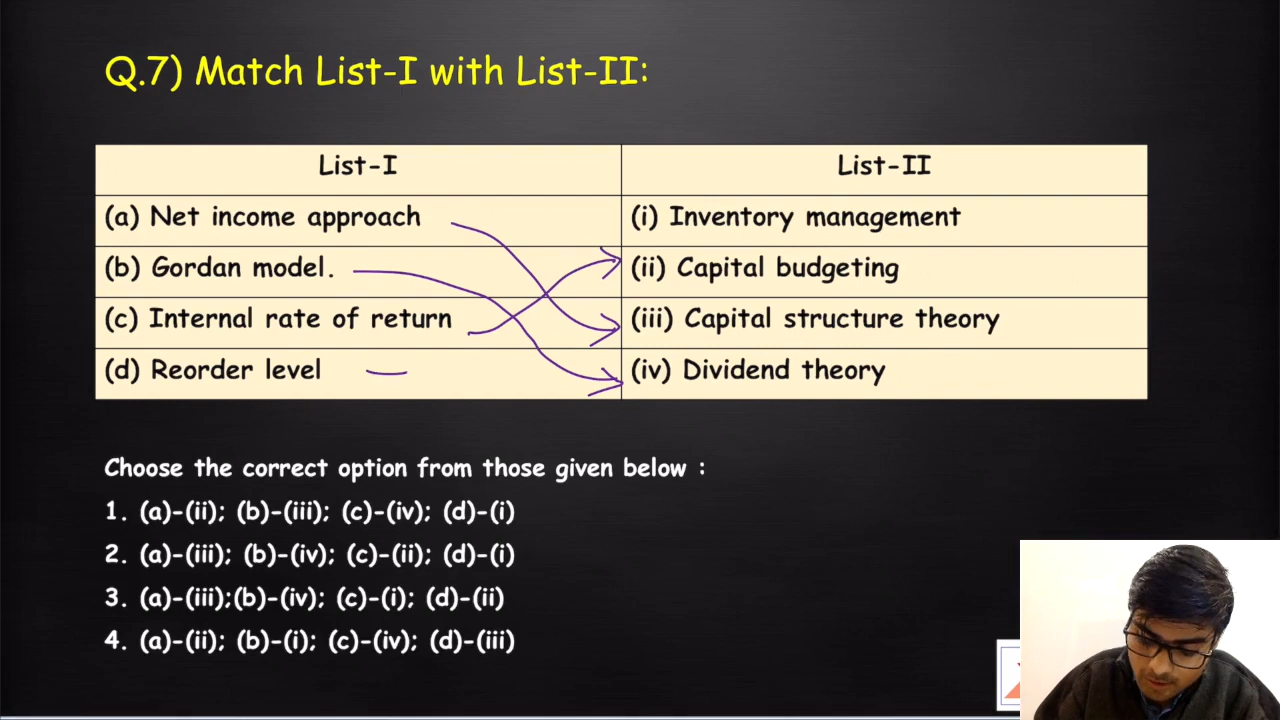 Q.7) Match List-I with List-II:
List-I List-II
(a) Net income approach (i) Inventory management
(b) Gordan model. (ii) Capital budgeting
(c) Internal rate of return (iii) Capital structure theory
(d) Reorder level (iv) Dividend theory
Choose the correct option from those given below :
1. (a)-(ii); (b)-(iii); (c)-(iv); (d)-(i)
2. (a)-(iii); (b)-(iv); (c)-(ii); (d)-(i)
3. (a)-(iii);(b)-(iv); (c)-(i); (d)-(ii)
4. (a)-(ii); (b)-(i); (c)-(iv); (d)-(iii)